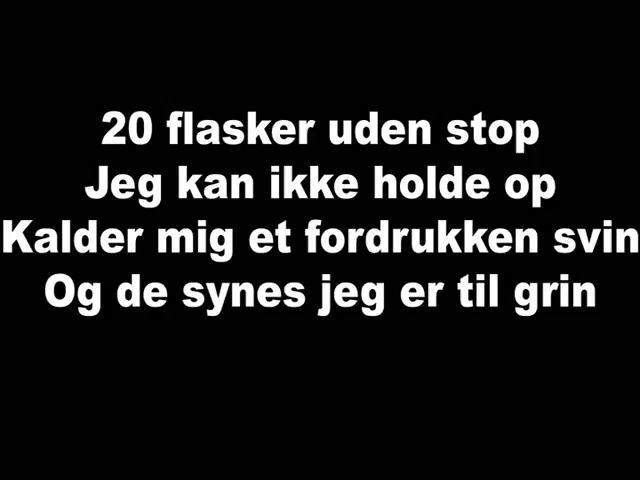 20 flasker uden stop
Jeg kan ikke holde op
Kalder mig et fordrukken svin
Og de synes jeg er til grin